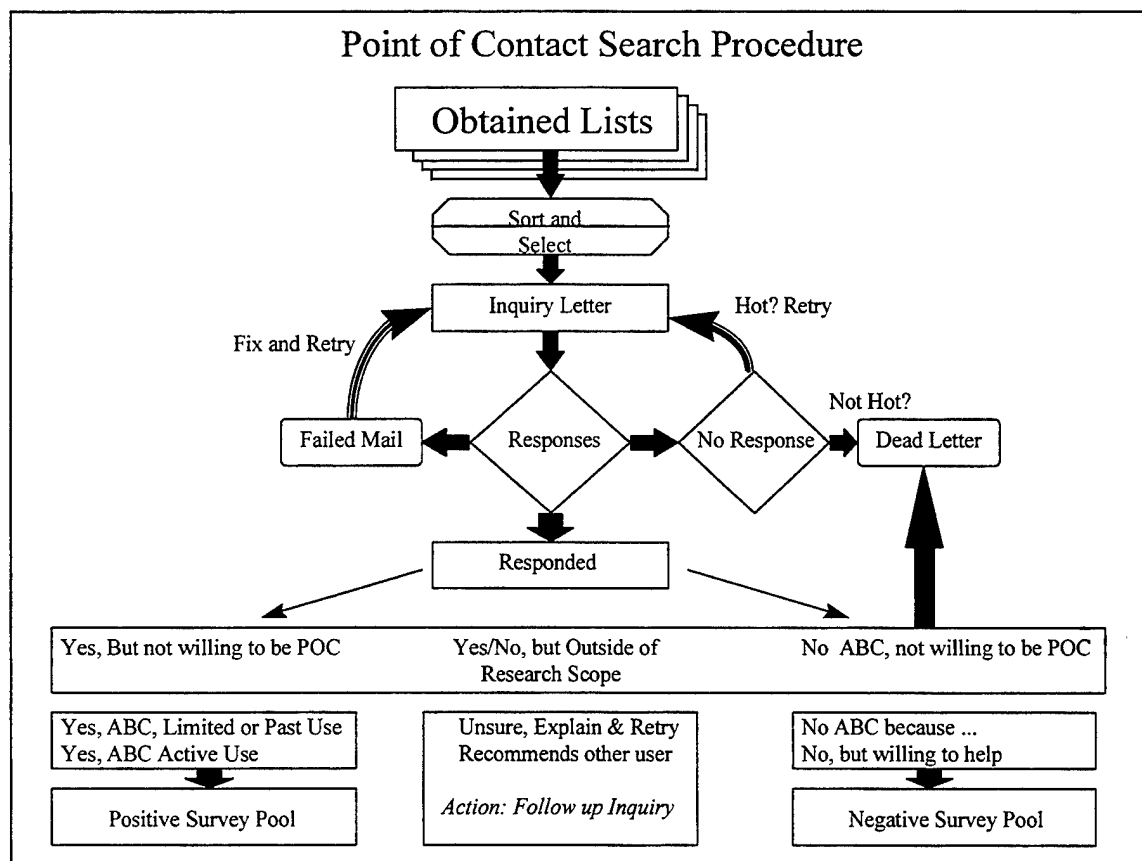 Point of Contact Search Procedure
Obtained Lists
Sort and
Select
Inquiry Letter
Hot? Retry
Fix and Retry
Not Hot?
Failed Mail
Responses
No Response
Dead Letter
Responded
Yes, But not willing to be POC
Yes/No, but Outside of
Research Scope
No ABC, not willing to be POC
Yes, ABC, Limited or Past Use
Yes, ABC Active Use
Unsure, Explain & Retry
Recommends other user
Action: Follow up Inquiry
No ABC because ...
No, but willing to help
Positive Survey Pool
Negative Survey Pool